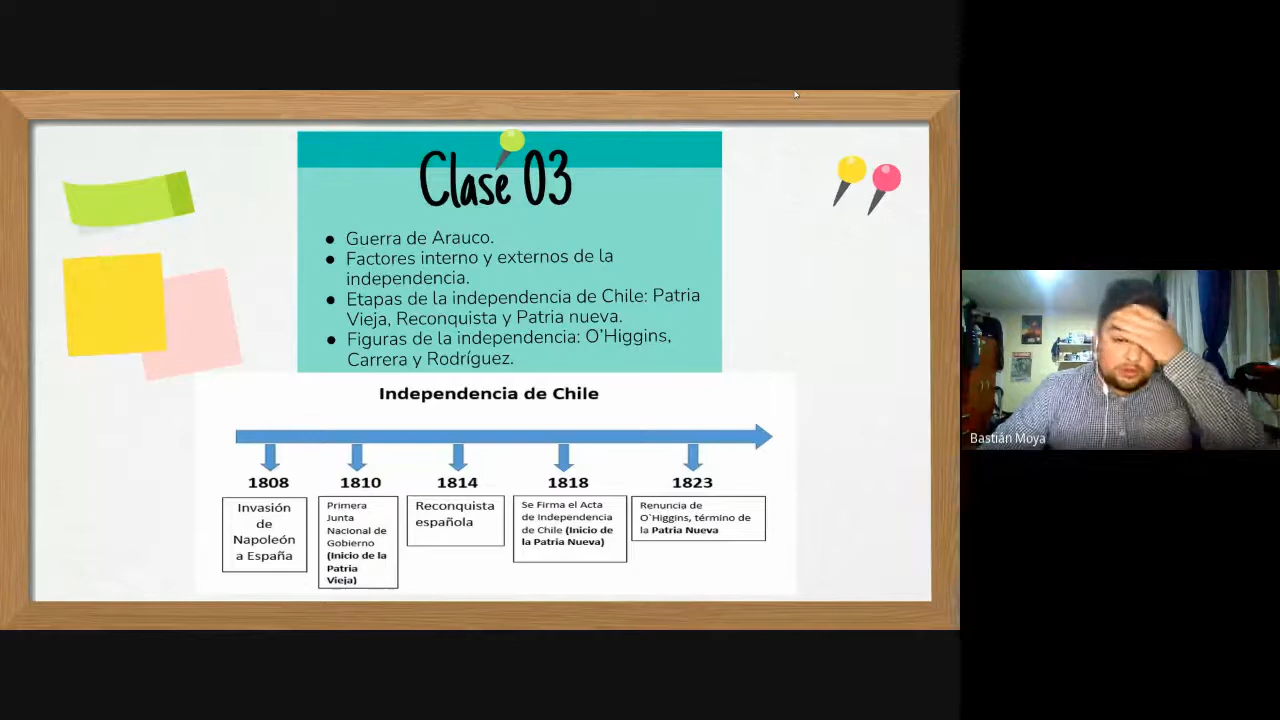 Clase 03
● Guerra de Arauco.
● Factores interno y externos de la
independencia.
● Etapas de la independencia de Chile: Patria
Vieja, Reconquista y Patria nueva.
● Figuras de la independencia: O'Higgins,
Carrera y Rodríguez.
Independencia de Chile
1808
Invasión
de
Napoleón
a España
1810
Primera
Junta
Nacional de
Gobierno
(Inicio de la
Patria
Vieja)
1814
Reconquista
española
1818
Se Firma el Acta
de Independencia
de Chile (Inicio de
la Patria Nueva)
1823
Renuncia de
O`Higgins, término de
la Patria Nueva
Bastián Moya